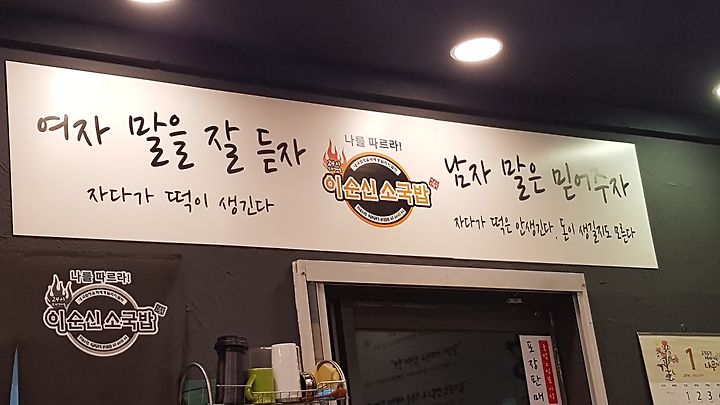 여자 말을 잘 듣자
자다가 떡이 생긴다
나를 따르라!
이순신 소국밥
남자 말은 믿어주자
자다가 떡은 안생긴다. 돈이 생길지도 모른다
나를 따르라!
이순신 소국밥
포장판매
1
1 2 3